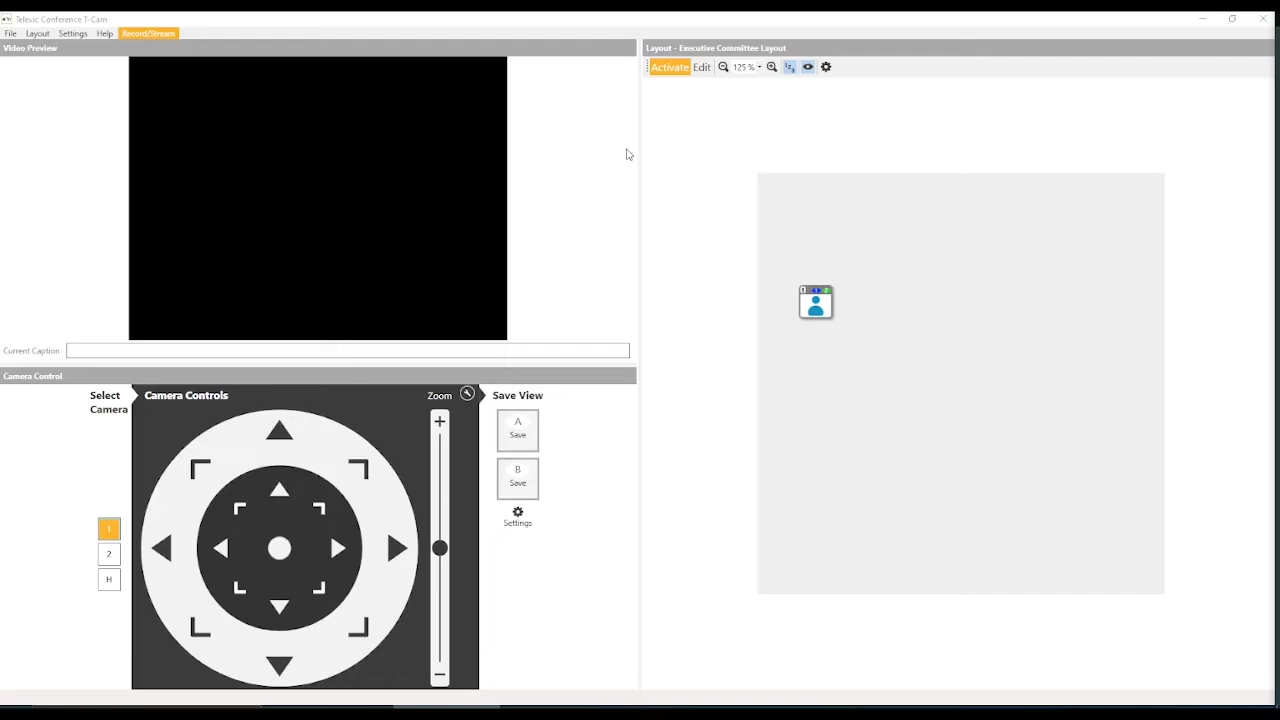 Televic Conference T-Cam
File Layout Settings Help Record/Stream
Video Preview
Layout - Executive Committee Layout
Activate Edit 125 %
Current Caption
Camera Control
Select Camera
Camera Controls
Zoom
+
−
Save View
A
Save
B
Save
Settings
1
2
H